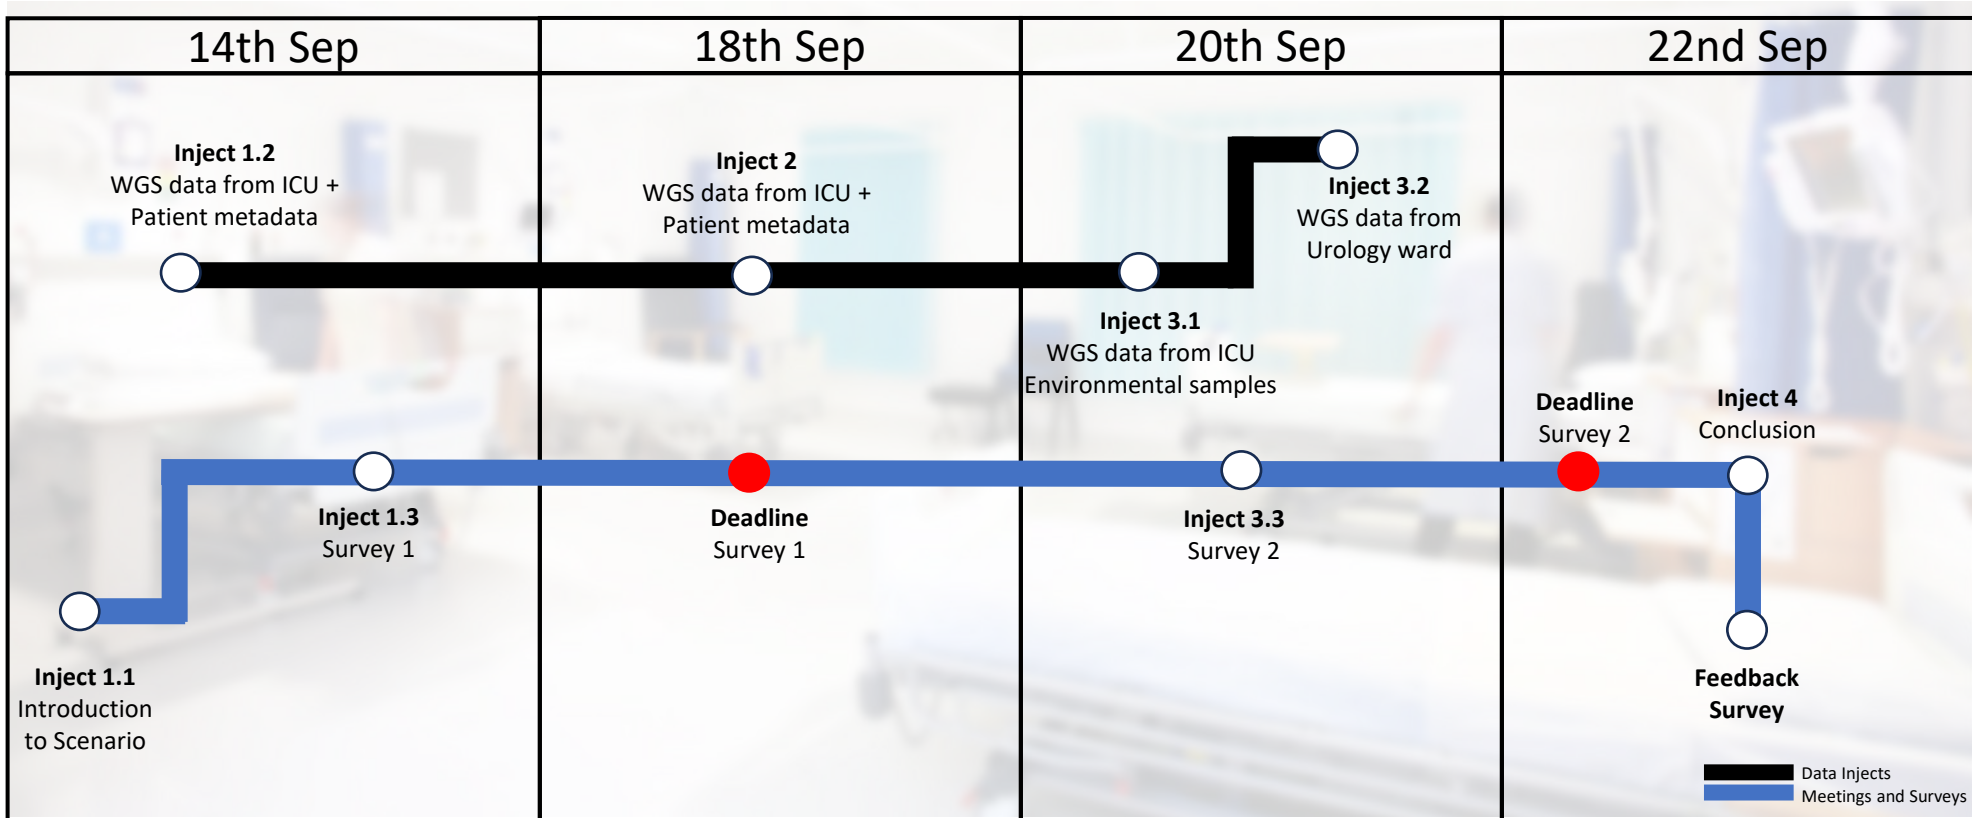 14th Sep
18th Sep
20th Sep
22nd Sep
Inject 1.2
WGS data from ICU +
Patient metadata
Inject 2
WGS data from ICU +
Patient metadata
Inject 3.2
WGS data from
Urology ward
Inject 3.1
WGS data from ICU
Environmental samples
Deadline
Survey 2
Inject 4
Conclusion
Inject 1.3
Survey 1
Deadline
Survey 1
Inject 3.3
Survey 2
Inject 1.1
Introduction
to Scenario
Feedback
Survey
Data Injects
Meetings and Surveys